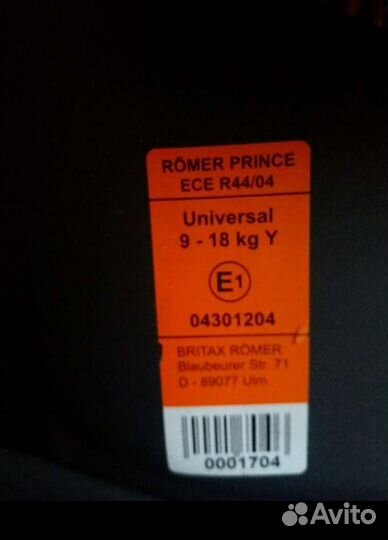 RÖMER PRINCE
ECE R44/04
Universal
9 - 18 kg Y
E1
04301204
BRITAX RÖMER
Blaubeurer Str. 71
D - 89077 Ulm
0001704
Avito